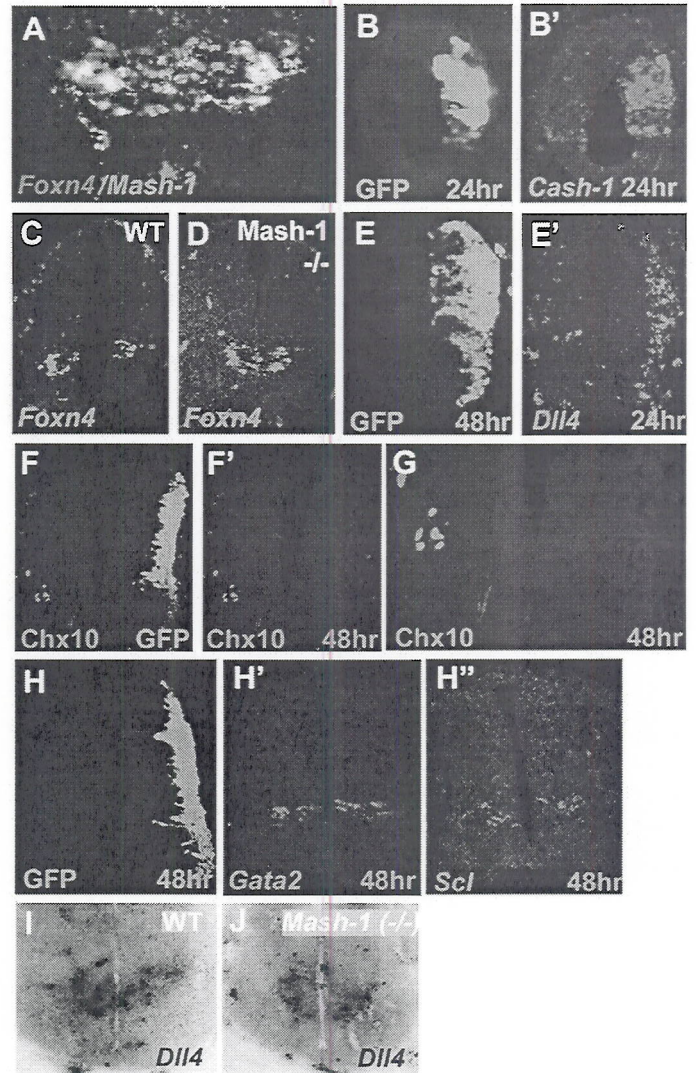 A
Foxn4/Mash-1
B
GFP 24hr
B'
Cash-1 24hr
C WT
Foxn4
D Mash-1
-/-
Foxn4
E
GFP 48hr
E'
Dll4 24hr
F
Chx10 GFP
F'
Chx10 48hr
G
Chx10 48hr
H
GFP 48hr
H'
Gata2 48hr
H"
Scl 48hr
I WT
Dll4
J Mash-1 (-/-)
Dll4